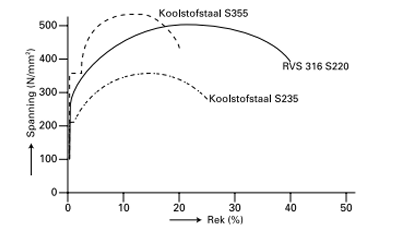 Koolstofstaal S355
500
400
RVS 316 S220
300
Koolstofstaal S235
200
100
0
Spanning (N/mm²)
0 10 20 30 40 50
Rek (%)